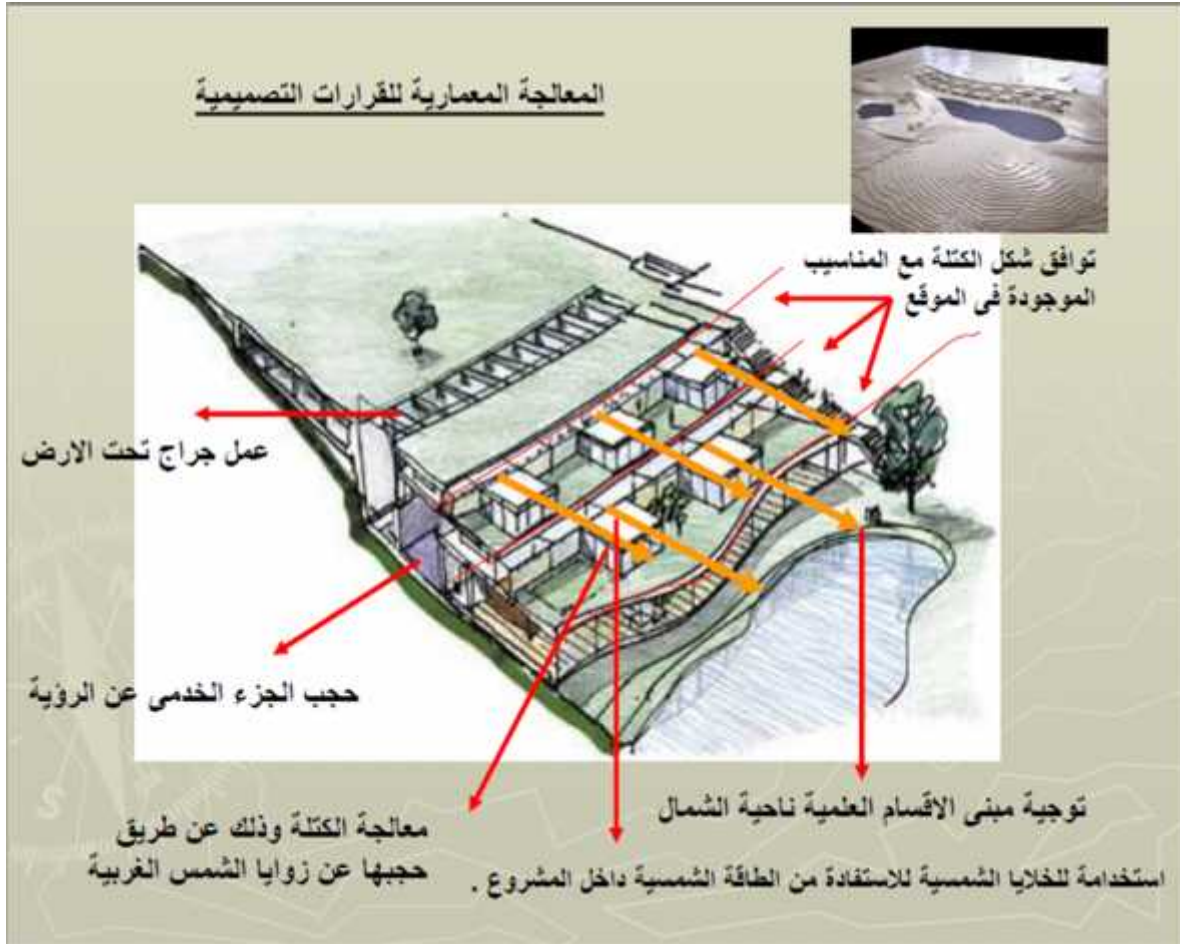 المعالجة المعمارية للقرارات التصميمية
توافق شكل الكتلة مع المناسيب
الموجودة فى الموقع
عمل جراج تحت الارض
حجب الجزء الخدمى عن الرؤية
توجية مبنى الاقسام العلمية ناحية الشمال
معالجة الكتلة وذلك عن طريق
حجبها عن زوايا الشمس الغربية
استخدامة للخلايا الشمسية للاستفادة من الطاقة الشمسية داخل المشروع .
S